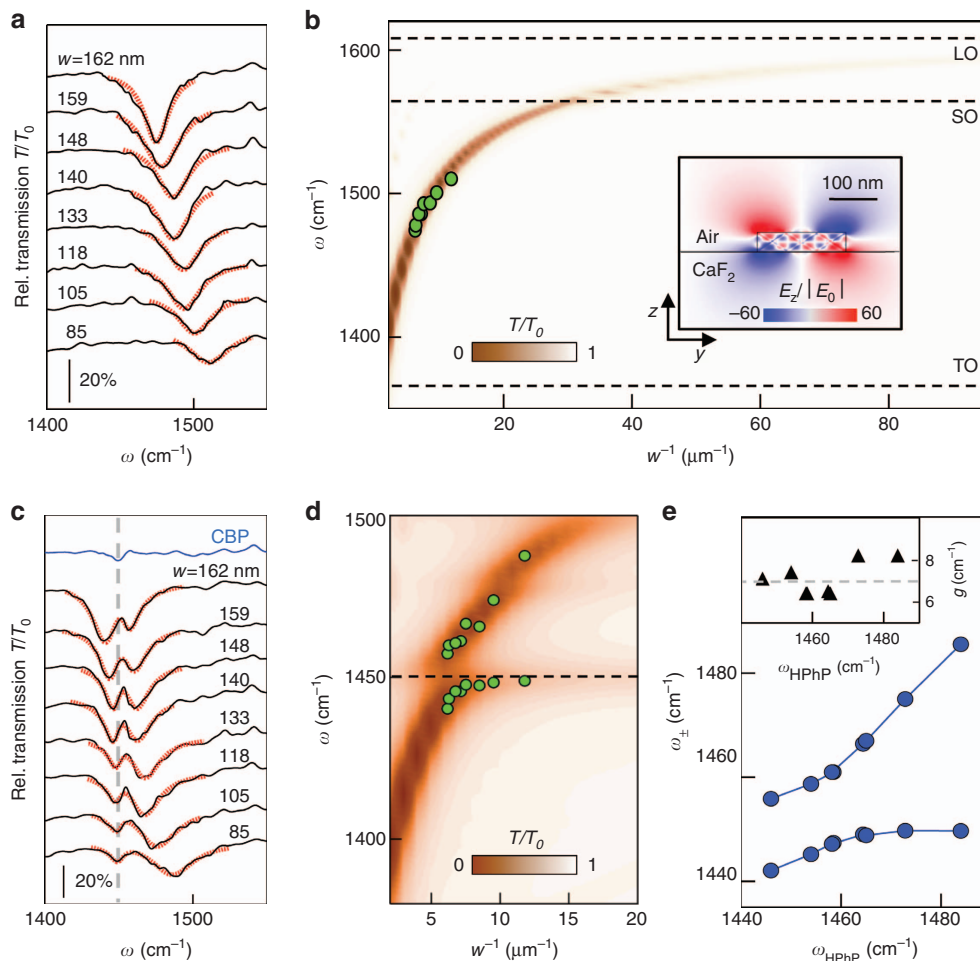 a
w=162 nm
159
148
140
133
118
105
85
20%
Rel. transmission T/T0
1400
1500
ω (cm−1)
b
1600
1500
1400
ω (cm−1)
LO
SO
TO
100 nm
Air
CaF2
Ez/|E0|
−60
60
z
y
T/T0
0
1
20
40
60
80
w−1 (μm−1)
c
CBP
w=162 nm
159
148
140
133
118
105
85
20%
Rel. transmission T/T0
1400
1500
ω (cm−1)
d
1500
1450
1400
ω (cm−1)
T/T0
0
1
5
10
15
20
w−1 (μm−1)
e
8
6
g (cm−1)
1460
1480
ωHPhP (cm−1)
1480
1460
1440
ω± (cm−1)
1440
1460
1480
ωHPhP (cm−1)